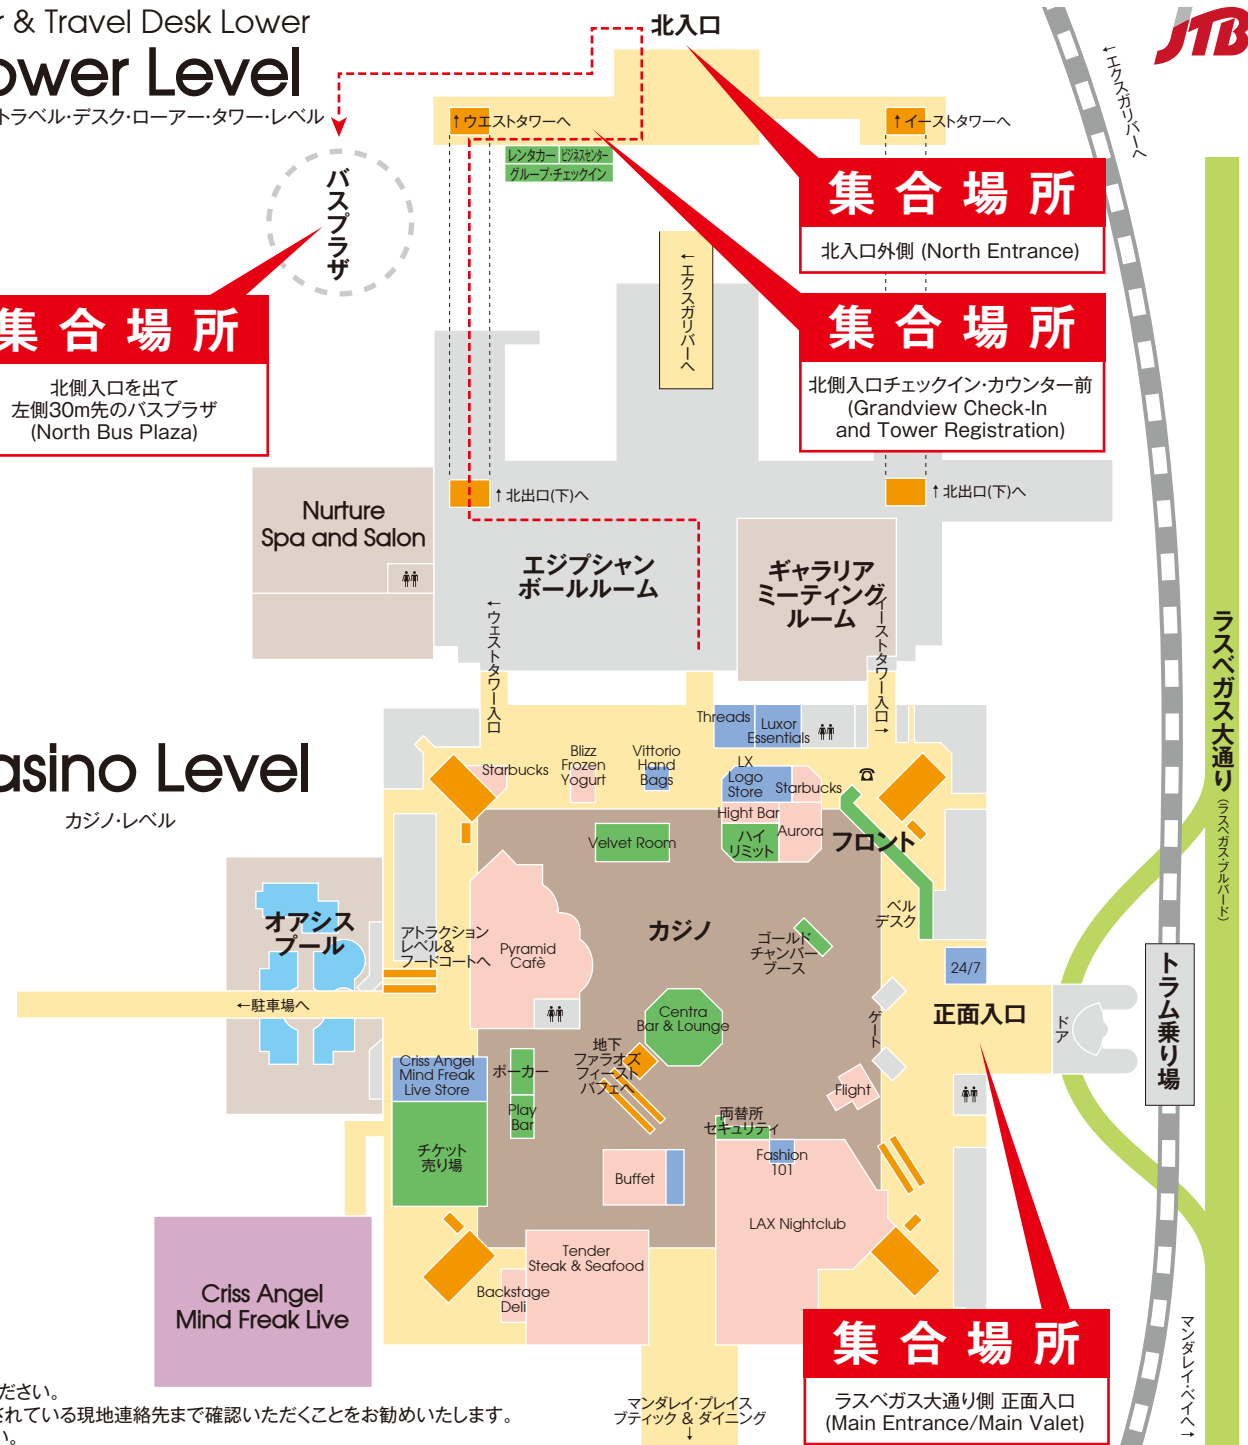 r & Travel Desk Lower
ower Level
トラベル・デスク・ローアー・タワー・レベル
北入口
JTB
←エクスカリバーへ
↑ウエストタワーへ
↑イーストタワーへ
レンタカー
ビジネスセンター
グループ・チェックイン
バスプラザ
集合場所
北入口外側 (North Entrance)
←エクスカリバーへ
集合場所
北側入口を出て
左側30m先のバスプラザ
(North Bus Plaza)
集合場所
北側入口チェックイン・カウンター前
(Grandview Check-In
and Tower Registration)
↑北出口(下)へ
↑北出口(下)へ
Nurture
Spa and Salon
エジプシャン
ボールルーム
ギャラリア
ミーティング
ルーム
←ウェストタワー入口
イーストタワー入口→
ラスベガス大通り
(ラスベガス・ブルバード)
asino Level
カジノ・レベル
Threads
Luxor
Essentials
Starbucks
Blizz
Frozen
Yogurt
Vittorio
Hand
Bags
LX
Logo
Store
Starbucks
Hight Bar
Aurora
ハイ
リミット
Velvet Room
フロント
ベル
デスク
オアシス
プール
アトラクション
レベル&
フードコートへ
Pyramid
Cafè
カジノ
ゴールド
チャンバー
ブース
24/7
←駐車場へ
Centra
Bar & Lounge
ゲート
正面入口
ドア
トラム乗り場
Criss Angel
Mind Freak
Live Store
ポーカー
地下
ファラオズ
フィースト
バフェへ
Play
Bar
Flight
両替所
セキュリティ
チケット
売り場
Fashion
101
Buffet
LAX Nightclub
Tender
Steak & Seafood
Backstage
Deli
Criss Angel
Mind Freak Live
集合場所
ラスベガス大通り側 正面入口
(Main Entrance/Main Valet)
マンダレイ・ベイへ→
マンダレイ・プレイス
ブティック & ダイニング
↓
ださい。
されている現地連絡先まで確認いただくことをお勧めいたします。
い。